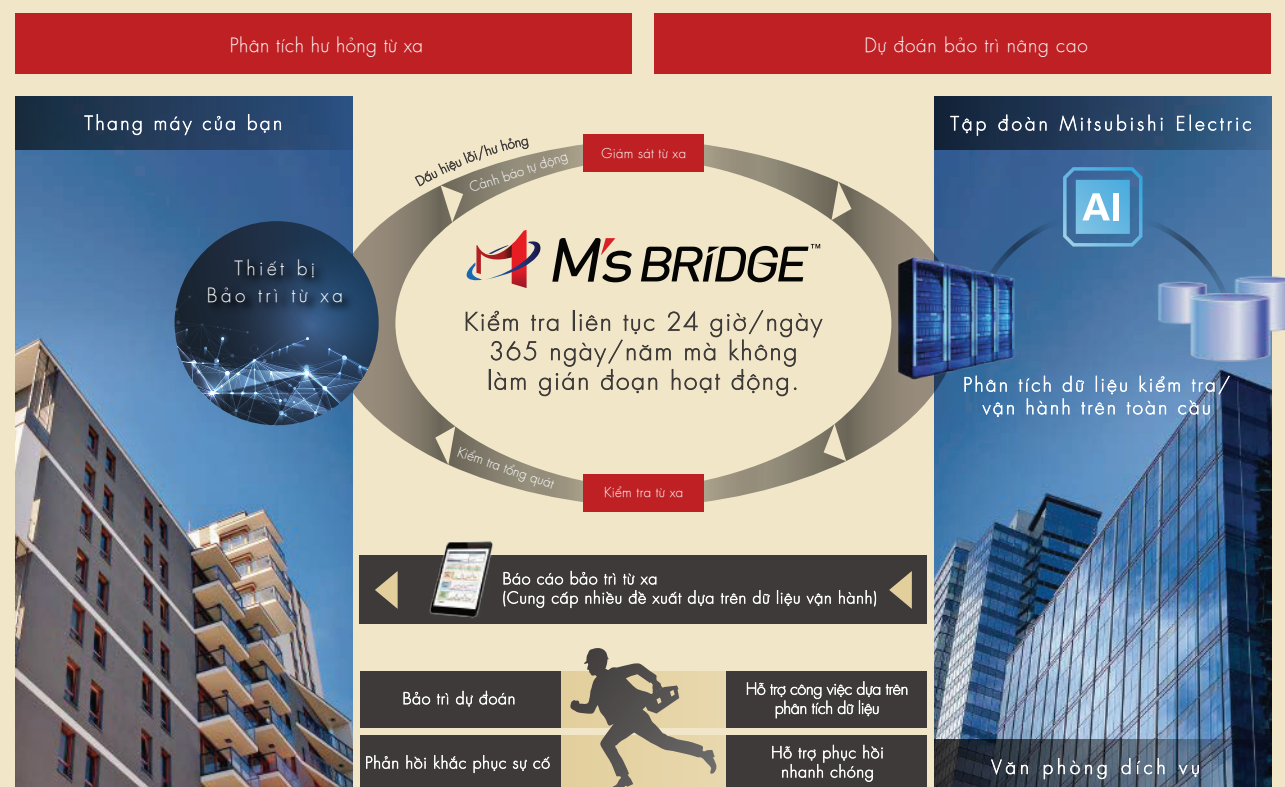 Phân tích hư hỏng từ xa
Dự đoán bảo trì nâng cao
Thang máy của bạn
Tập đoàn Mitsubishi Electric
Dấu hiệu lỗi/hư hỏng
Cảnh báo tự động
Giám sát từ xa
AI
Thiết bị
Bảo trì từ xa
M's BRIDGE™
Kiểm tra liên tục 24 giờ/ngày
365 ngày/năm mà không
làm gián đoạn hoạt động.
Phân tích dữ liệu kiểm tra/
vận hành trên toàn cầu
Kiểm tra tổng quát
Kiểm tra từ xa
Báo cáo bảo trì từ xa
(Cung cấp nhiều đề xuất dựa trên dữ liệu vận hành)
Bảo trì dự đoán
Hỗ trợ công việc dựa trên
phân tích dữ liệu
Phản hồi khắc phục sự cố
Hỗ trợ phục hồi
nhanh chóng
Văn phòng dích vụ